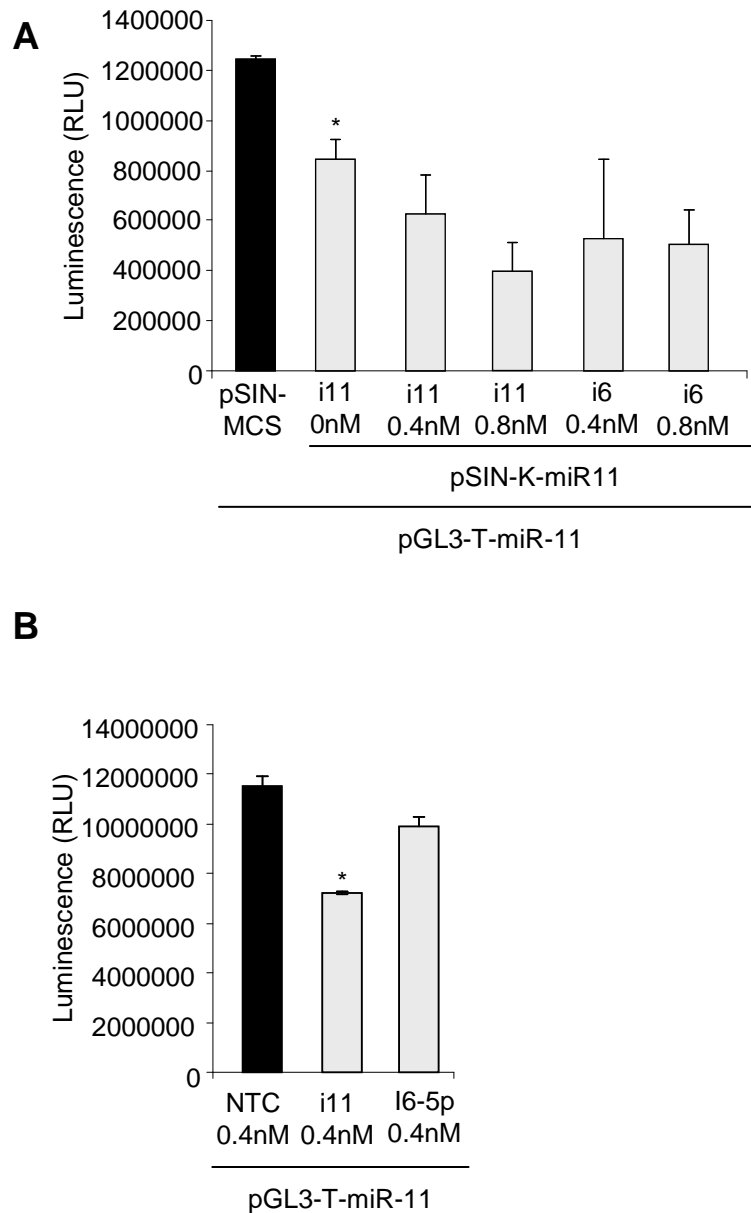 A
Luminescence (RLU)
1400000
1200000
1000000
800000
600000
400000
200000
0
*
pSIN-MCS
i11 0nM
i11 0.4nM
i11 0.8nM
i6 0.4nM
i6 0.8nM
pSIN-K-miR11
pGL3-T-miR-11
B
Luminescence (RLU)
14000000
12000000
10000000
8000000
6000000
4000000
2000000
0
*
NTC 0.4nM
i11 0.4nM
I6-5p 0.4nM
pGL3-T-miR-11